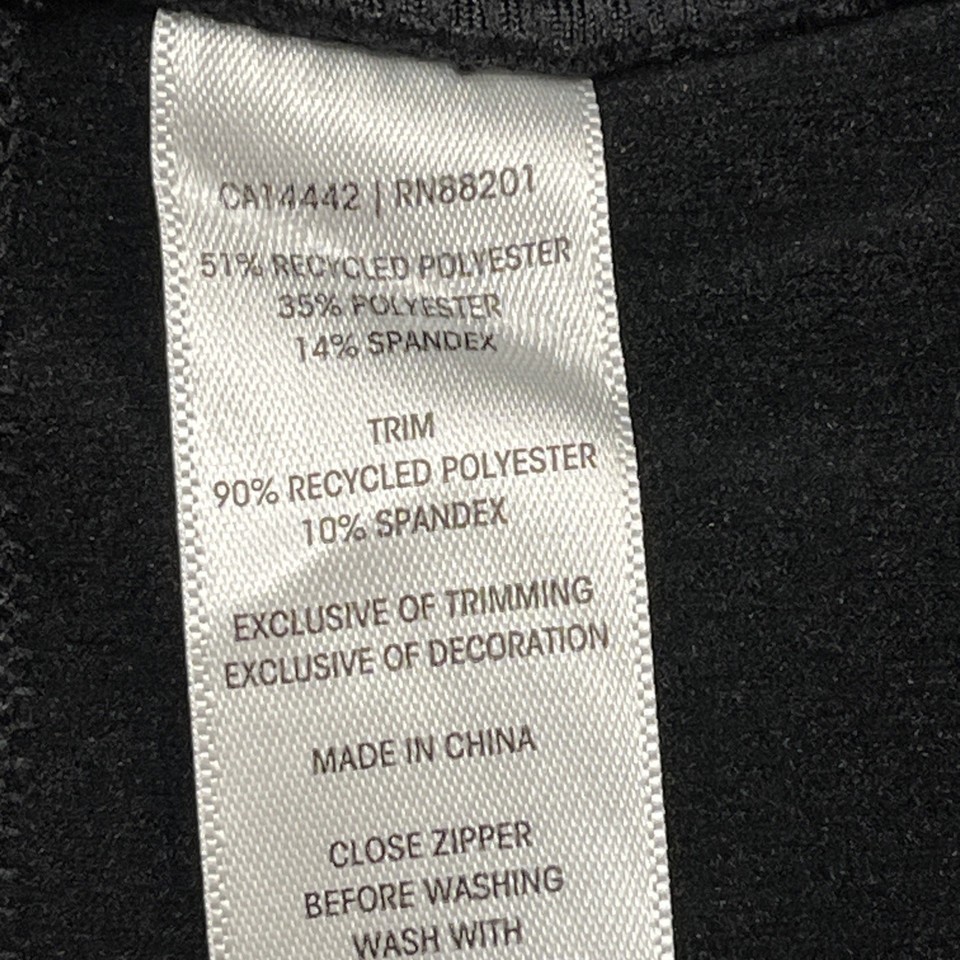 CA14442 | RN88201
51% RECYCLED POLYESTER
35% POLYESTER
14% SPANDEX
TRIM
90% RECYCLED POLYESTER
10% SPANDEX
EXCLUSIVE OF TRIMMING
EXCLUSIVE OF DECORATION
MADE IN CHINA
CLOSE ZIPPER
BEFORE WASHING
WASH WITH